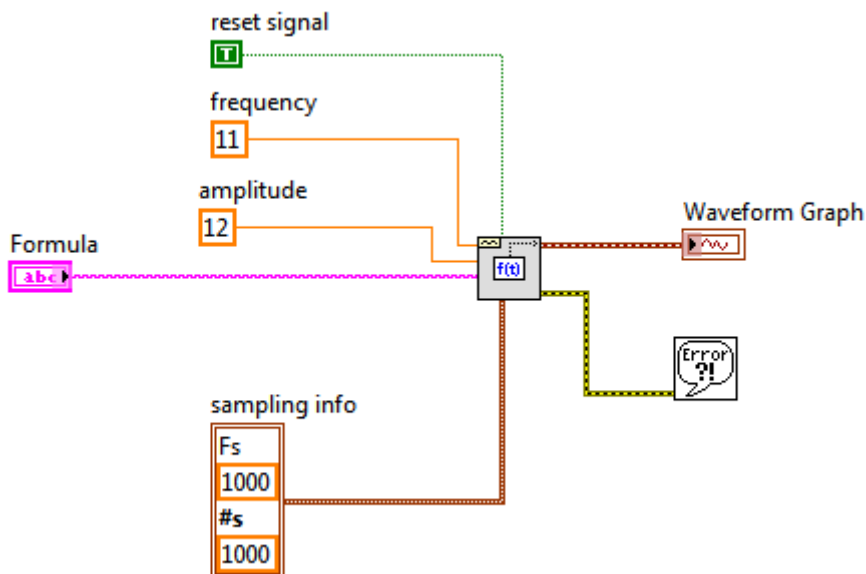 reset signal
T
frequency
11
amplitude
12
Waveform Graph
Formula
abc
f(t)
Error
?!
sampling info
Fs
1000
#s
1000